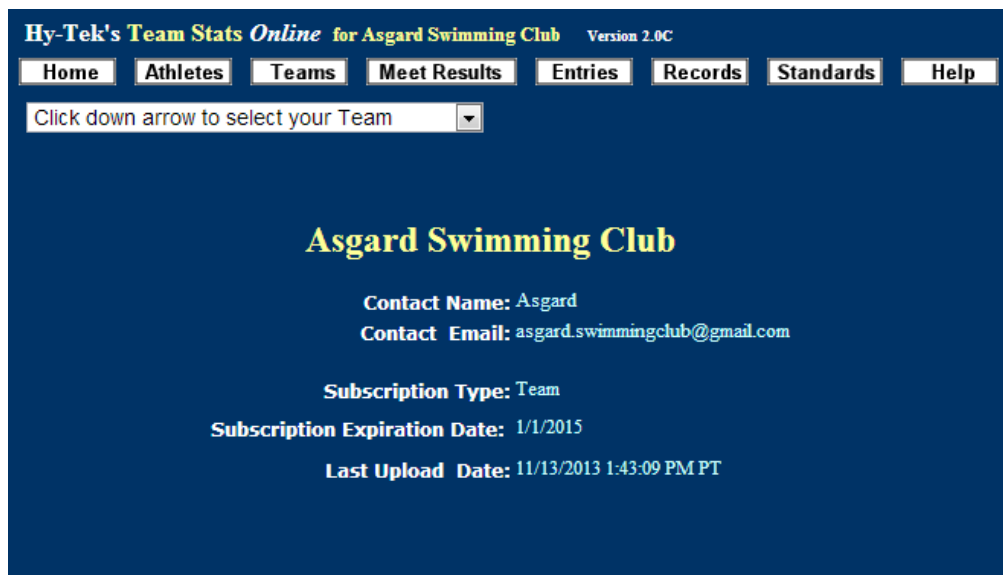 Hy-Tek's Team Stats Online for Asgard Swimming Club Version 2.0C
Home Athletes Teams Meet Results Entries Records Standards Help
Click down arrow to select your Team
Asgard Swimming Club
Contact Name: Asgard
Contact Email: asgard.swimmingclub@gmail.com
Subscription Type: Team
Subscription Expiration Date: 1/1/2015
Last Upload Date: 11/13/2013 1:43:09 PM PT